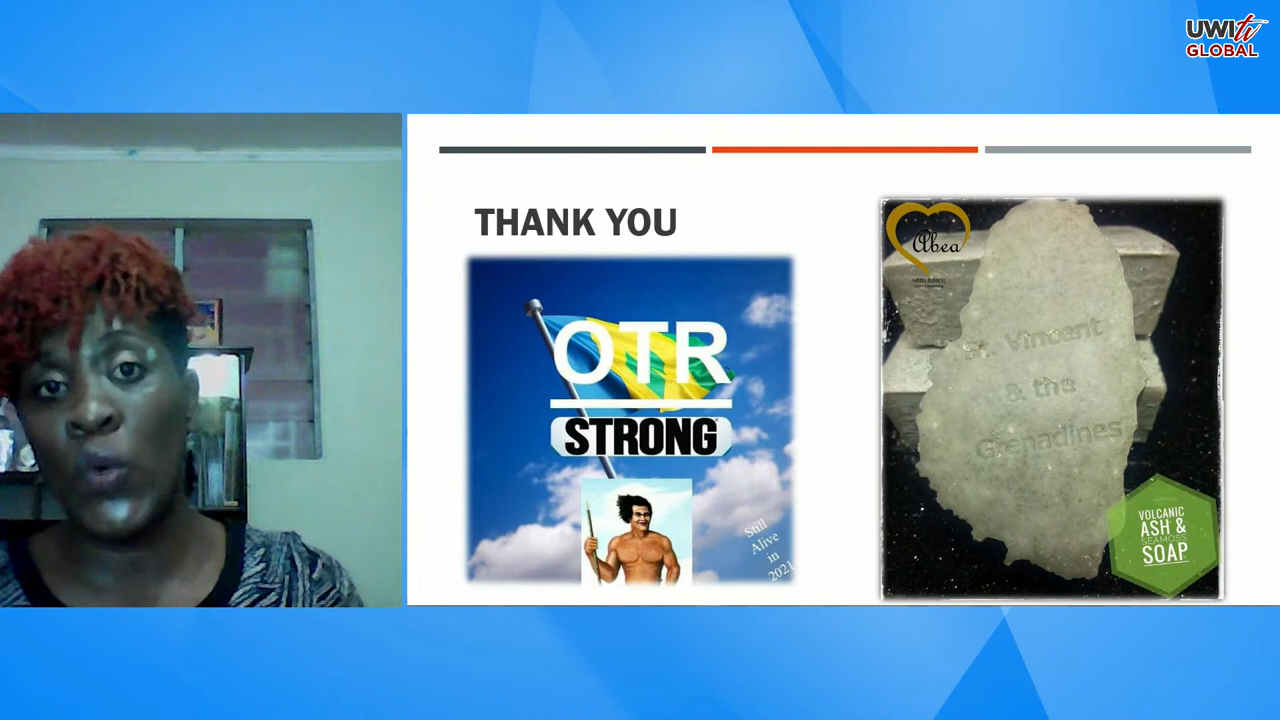 UWItv
GLOBAL
THANK YOU
OTR
STRONG
Still
Alive
in
2021
Abea
St. Vincent
& the
Grenadines
VOLCANIC
ASH &
SEAMOSS
SOAP